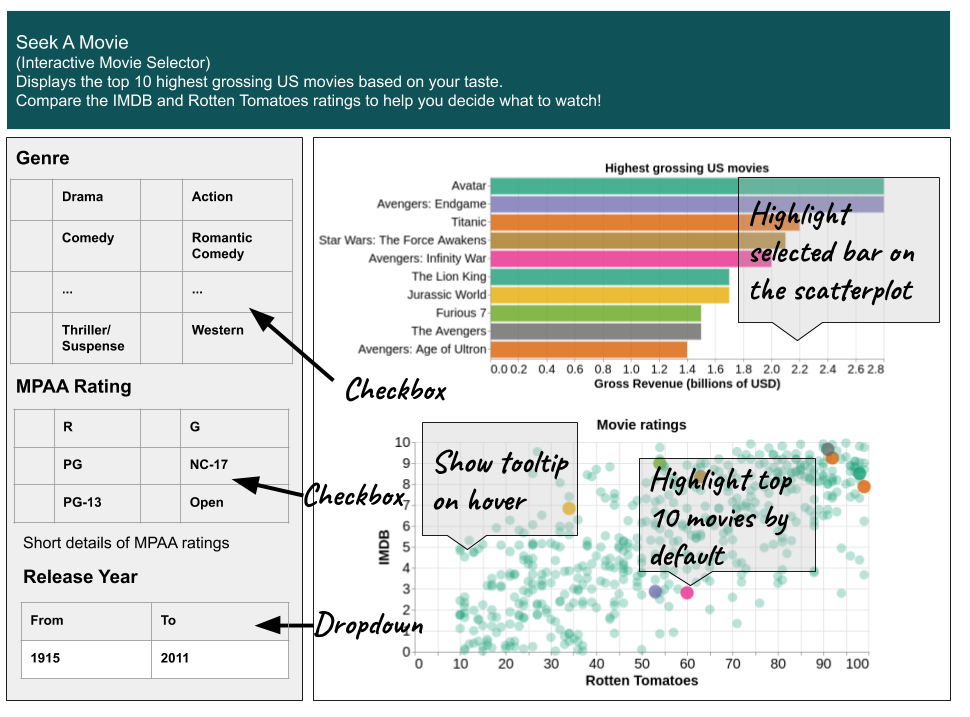 Seek A Movie
(Interactive Movie Selector)
Displays the top 10 highest grossing US movies based on your taste.
Compare the IMDB and Rotten Tomatoes ratings to help you decide what to watch!
Genre
Drama Action
Comedy Romantic
Comedy
... ...
Thriller/ Western
Suspense
Checkbox
MPAA Rating
R G
PG NC-17
PG-13 Open
Checkbox
Short details of MPAA ratings
Release Year
From To
1915 2011
Dropdown
Highest grossing US movies
Avatar
Avengers: Endgame
Titanic
Star Wars: The Force Awakens
Avengers: Infinity War
The Lion King
Jurassic World
Furious 7
The Avengers
Avengers: Age of Ultron
0.0 0.2 0.4 0.6 0.8 1.0 1.2 1.4 1.6 1.8 2.0 2.2 2.4 2.6 2.8
Gross Revenue (billions of USD)
Highlight
selected bar on
the scatterplot
Movie ratings
10
9
8
7
6
5
4
3
2
1
0
IMDB
Show tooltip
on hover
Highlight top
10 movies by
default
0 10 20 30 40 50 60 70 80 90 100
Rotten Tomatoes